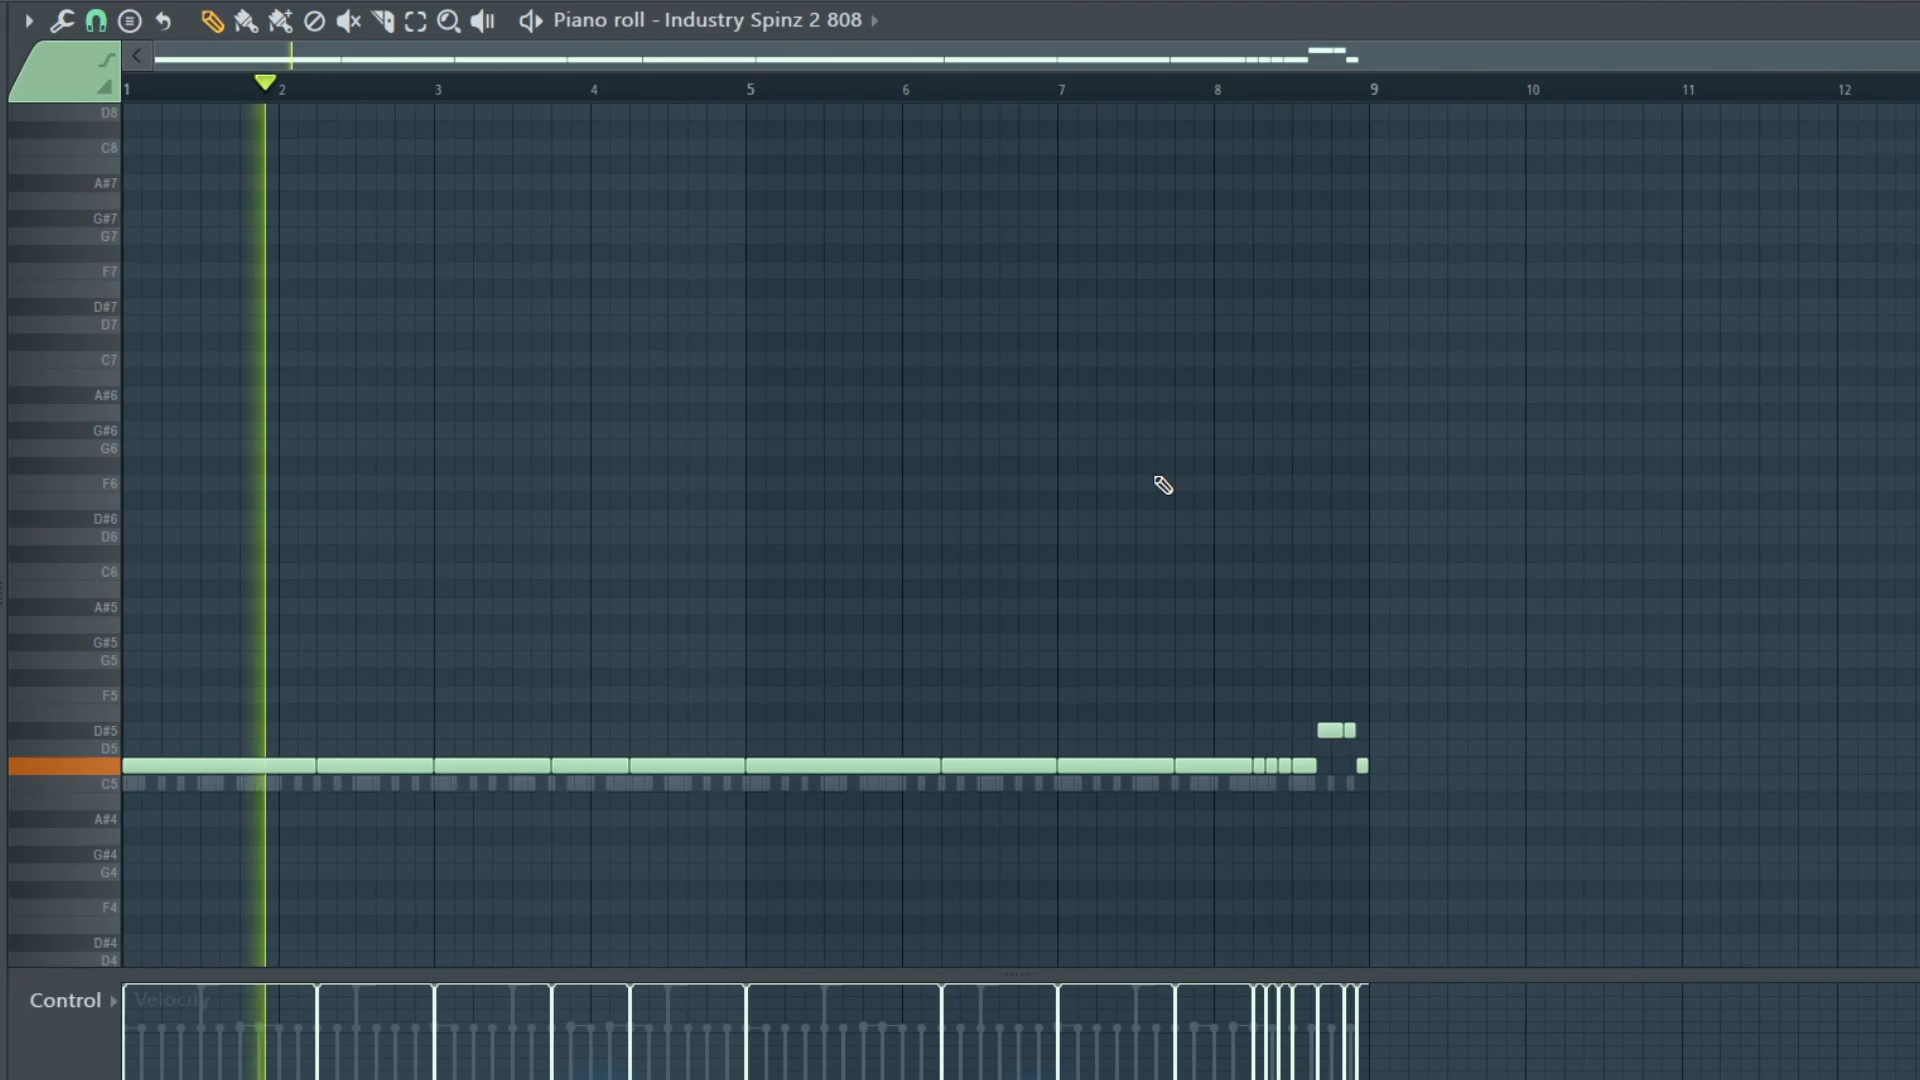 Piano roll - Industry Spinz 2 808
1 2 3 4 5 6 7 8 9 10 11 12
D8
C8
A#7
G#7
G7
F7
D#7
D7
C7
A#6
G#6
G6
F6
D#6
D6
C6
A#5
G#5
G5
F5
D#5
D5
C5
A#4
G#4
G4
F4
D#4
D4
Control Velocity